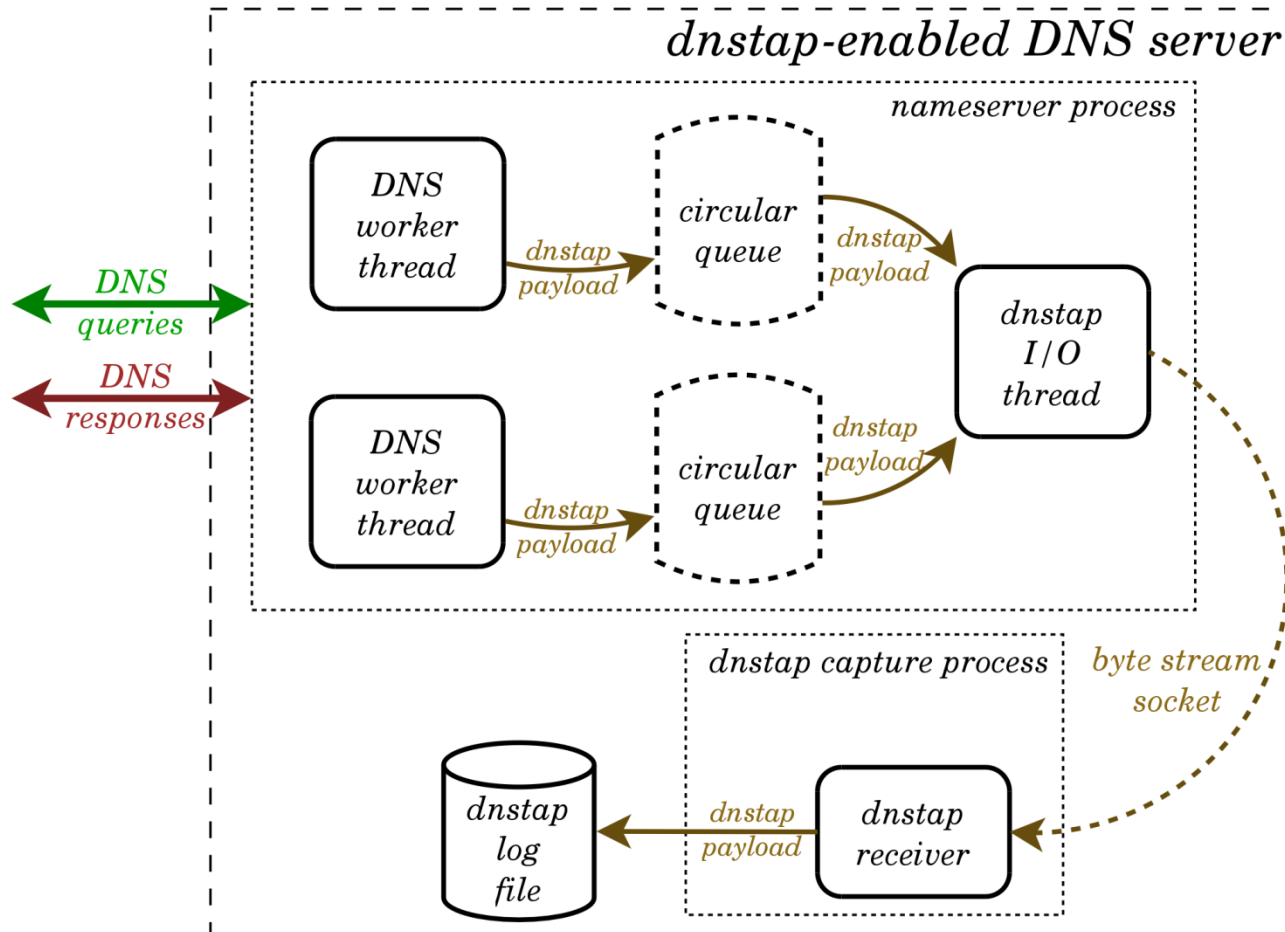 dnstap-enabled DNS server
nameserver process
DNS
worker
thread
dnstap
payload
circular
queue
dnstap
payload
dnstap
I/O
thread
DNS
queries
DNS
responses
DNS
worker
thread
dnstap
payload
circular
queue
dnstap
payload
byte stream
socket
dnstap capture process
dnstap
receiver
dnstap
payload
dnstap
log
file